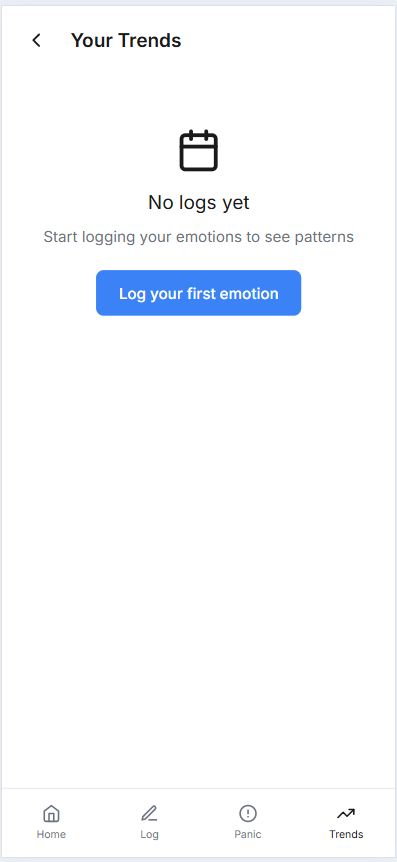 Your Trends
No logs yet
Start logging your emotions to see patterns
Log your first emotion
Home
Log
Panic
Trends